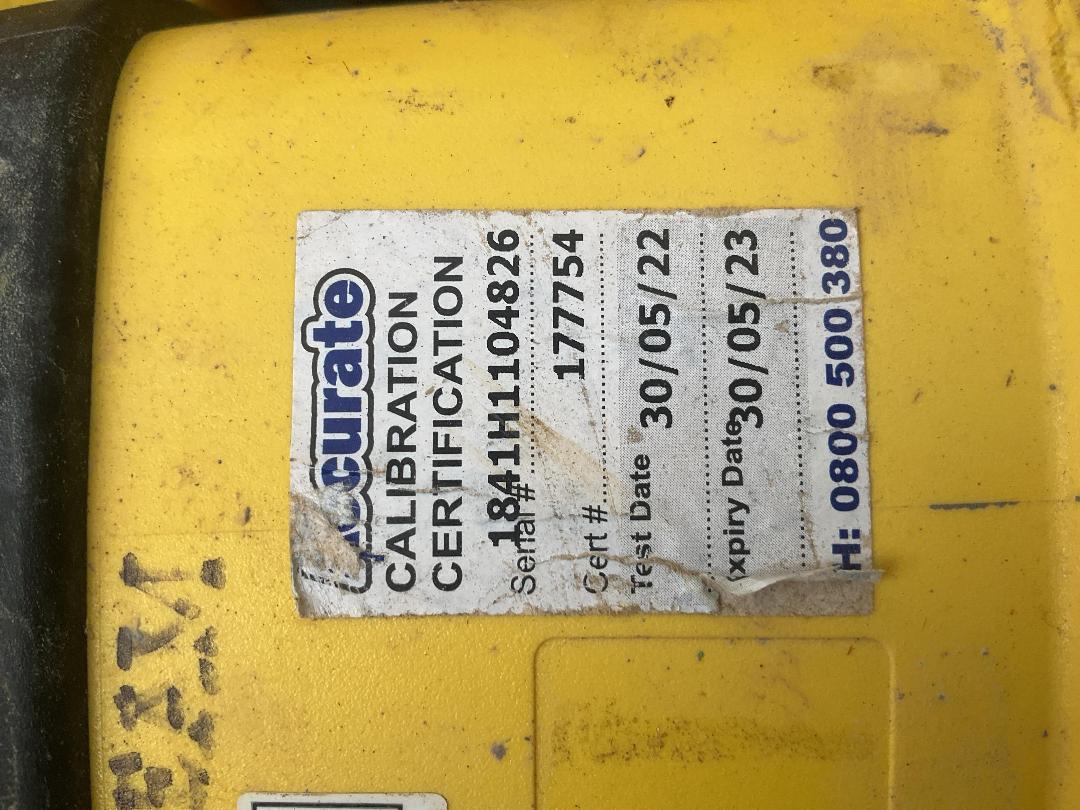 Accurate
CALIBRATION
CERTIFICATION
Serial # 1841H1104826
Cert # 177754
Test Date 30/05/22
xpiry Date 30/05/23
H: 0800 500 380